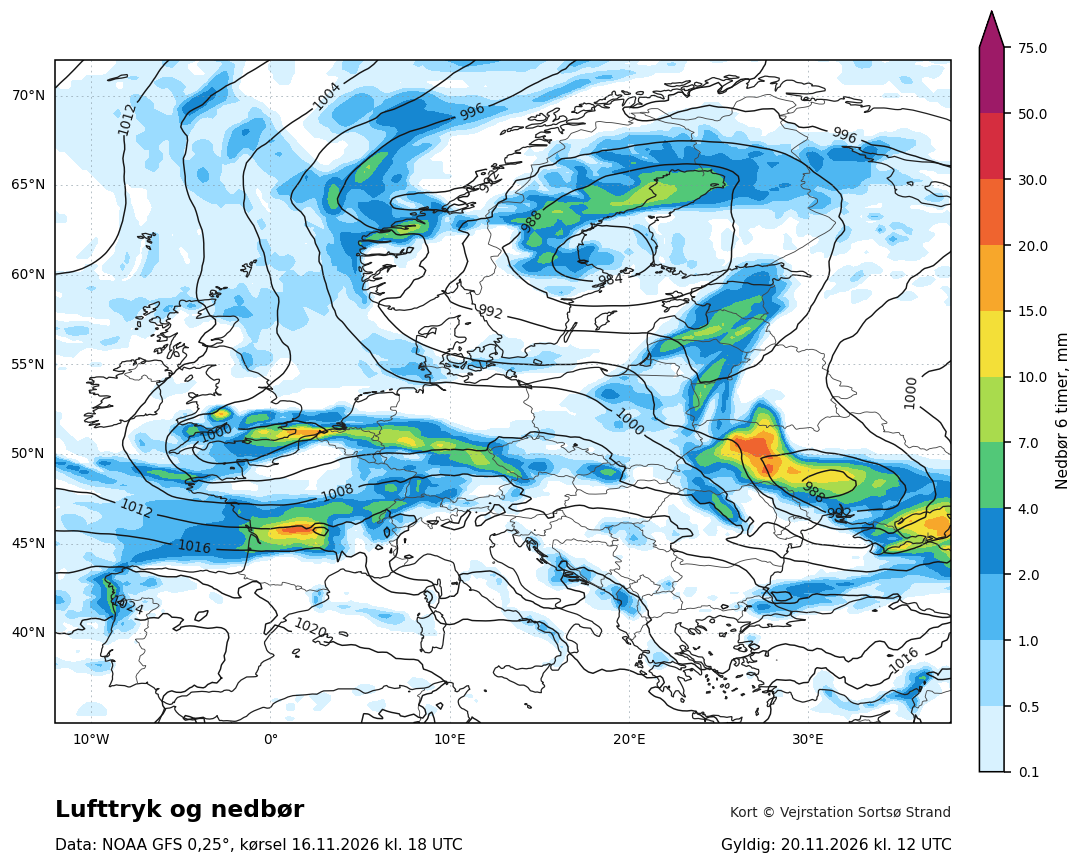 75.0
50.0
30.0
20.0
15.0
10.0
7.0
4.0
2.0
1.0
0.5
0.1
Nedbør 6 timer, mm
70°N
65°N
60°N
55°N
50°N
45°N
40°N
10°W
0°
10°E
20°E
30°E
1012
1004
996
996
992
988
984
992
1000
1000
1000
1008
1012
1016
988
992
1024
1020
1016
Lufttryk og nedbør
Kort © Vejrstation Sortsø Strand
Data: NOAA GFS 0,25°, kørsel 16.11.2026 kl. 18 UTC
Gyldig: 20.11.2026 kl. 12 UTC